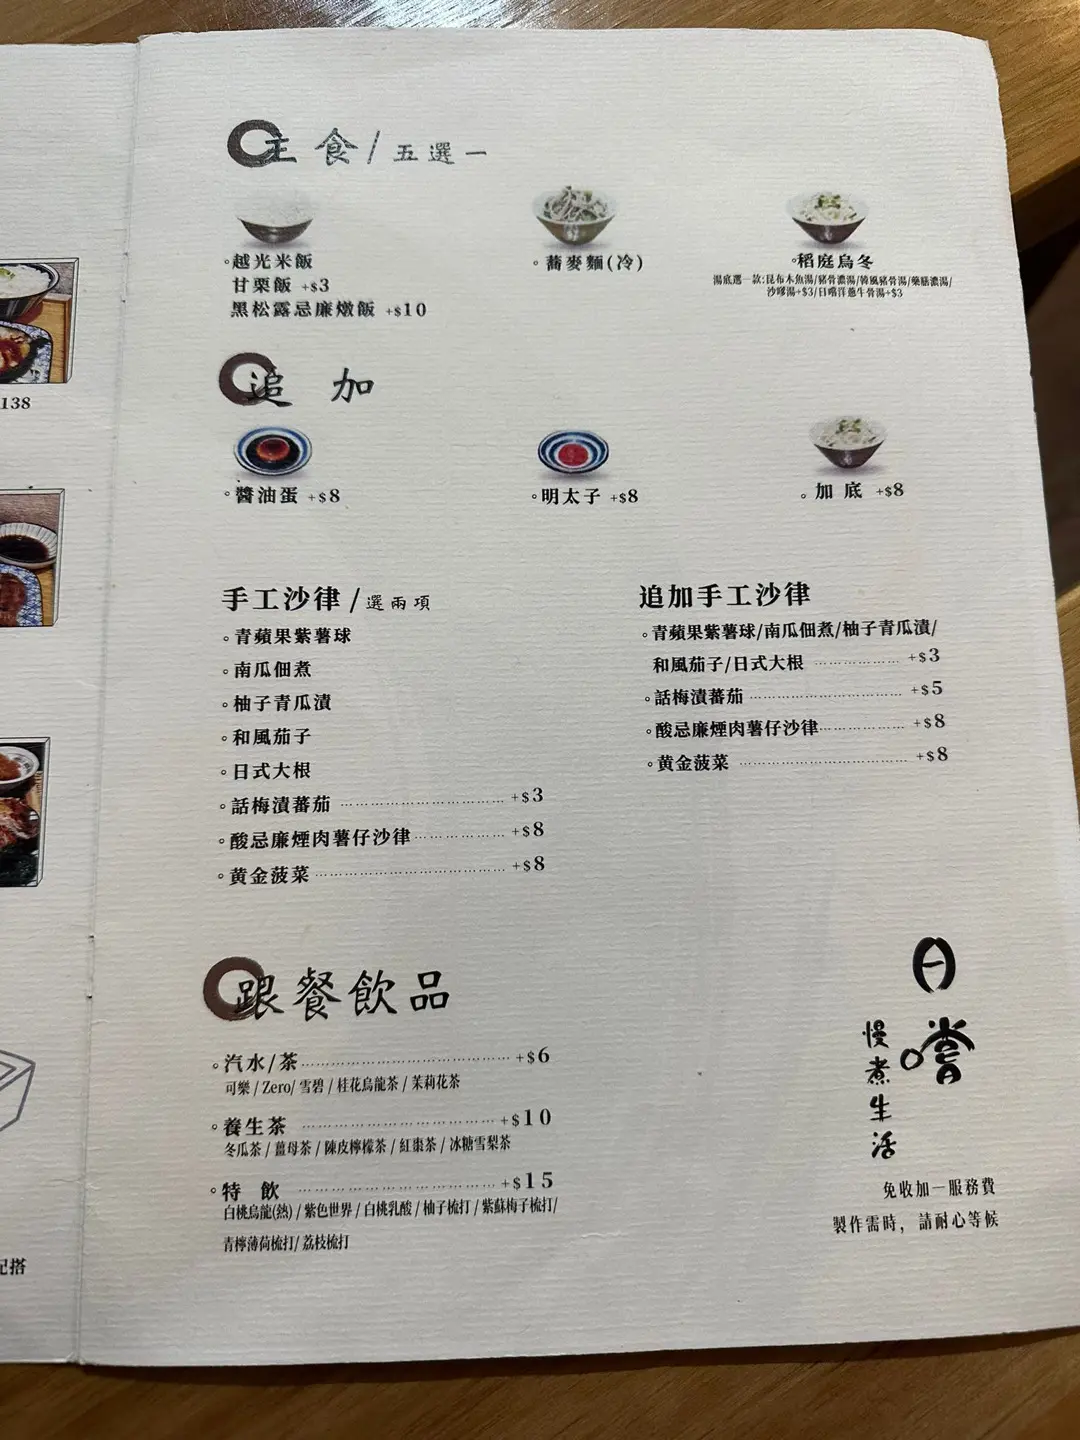 主食/五選一
越光米飯
甘栗飯 +$3
黑松露忌廉燉飯 +$10
蕎麥麵(冷)
稻庭烏冬
湯底選一款:昆布木魚湯/豬骨濃湯/韓風豬骨湯/藥膳濃湯/
沙嗲湯+$3/日嚐洋蔥牛骨湯+$3
追加
醬油蛋 +$8
明太子 +$8
加底 +$8
手工沙律/選兩項
青蘋果紫薯球
南瓜佃煮
柚子青瓜漬
和風茄子
日式大根
話梅漬蕃茄 +$3
酸忌廉煙肉薯仔沙律 +$8
黃金菠菜 +$8
追加手工沙律
青蘋果紫薯球/南瓜佃煮/柚子青瓜漬/
和風茄子/日式大根 +$3
話梅漬蕃茄 +$5
酸忌廉煙肉薯仔沙律 +$8
黃金菠菜 +$8
跟餐飲品
汽水/茶 +$6
可樂 / Zero/ 雪碧 / 桂花烏龍茶 / 茉莉花茶
養生茶 +$10
冬瓜茶 / 薑母茶 / 陳皮檸檬茶 / 紅棗茶 / 冰糖雪梨茶
特飲 +$15
白桃烏龍(熱) / 紫色世界 / 白桃乳酸 / 柚子梳打 / 紫蘇梅子梳打/
青檸薄荷梳打/ 荔枝梳打
日嚐
慢煮生活
免收加一服務費
製作需時，請耐心等候
138
配搭